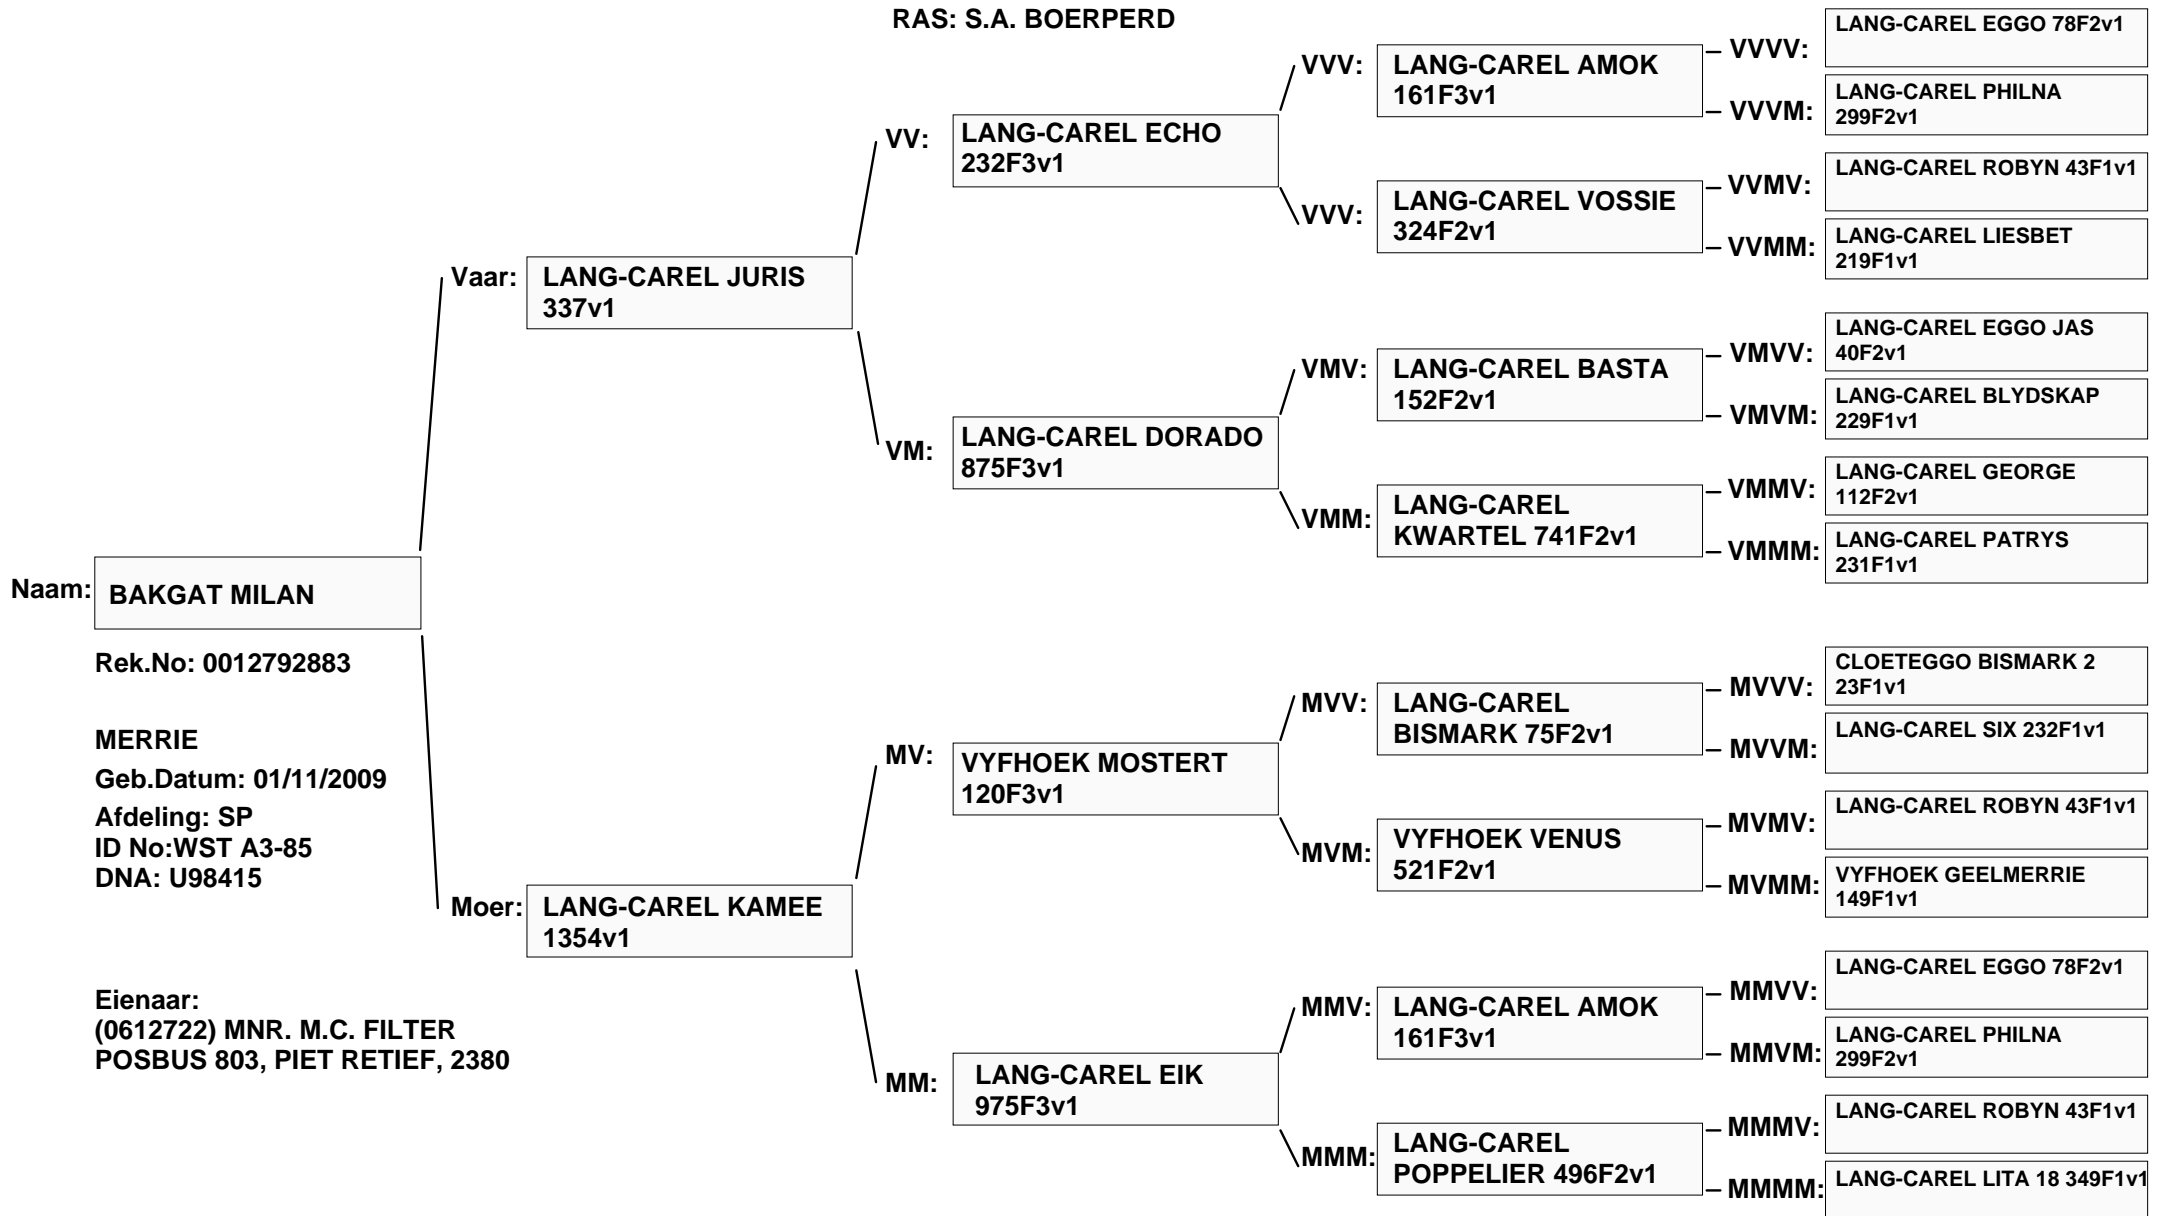 RAS: S.A. BOERPERD
Naam:
BAKGAT MILAN
Rek.No: 0012792883
MERRIE
Geb.Datum: 01/11/2009
Afdeling: SP
ID No:WST A3-85
DNA: U98415
Eienaar:
(0612722) MNR. M.C. FILTER
POSBUS 803, PIET RETIEF, 2380
Vaar:
LANG-CAREL JURIS
337v1
Moer:
LANG-CAREL KAMEE
1354v1
VV:
LANG-CAREL ECHO
232F3v1
VM:
LANG-CAREL DORADO
875F3v1
MV:
VYFHOEK MOSTERT
120F3v1
MM:
LANG-CAREL EIK
975F3v1
VVV:
LANG-CAREL AMOK
161F3v1
VVV:
LANG-CAREL VOSSIE
324F2v1
VMV:
LANG-CAREL BASTA
152F2v1
VMM:
LANG-CAREL
KWARTEL 741F2v1
MVV:
LANG-CAREL
BISMARK 75F2v1
MVM:
VYFHOEK VENUS
521F2v1
MMV:
LANG-CAREL AMOK
161F3v1
MMM:
LANG-CAREL
POPPELIER 496F2v1
VVVV:
LANG-CAREL EGGO 78F2v1
VVVM:
LANG-CAREL PHILNA
299F2v1
VVMV:
LANG-CAREL ROBYN 43F1v1
VVMM:
LANG-CAREL LIESBET
219F1v1
VMVV:
LANG-CAREL EGGO JAS
40F2v1
VMVM:
LANG-CAREL BLYDSKAP
229F1v1
VMMV:
LANG-CAREL GEORGE
112F2v1
VMMM:
LANG-CAREL PATRYS
231F1v1
MVVV:
CLOETEGGO BISMARK 2
23F1v1
MVVM:
LANG-CAREL SIX 232F1v1
MVMV:
LANG-CAREL ROBYN 43F1v1
MVMM:
VYFHOEK GEELMERRIE
149F1v1
MMVV:
LANG-CAREL EGGO 78F2v1
MMVM:
LANG-CAREL PHILNA
299F2v1
MMMV:
LANG-CAREL ROBYN 43F1v1
MMMM:
LANG-CAREL LITA 18 349F1v1